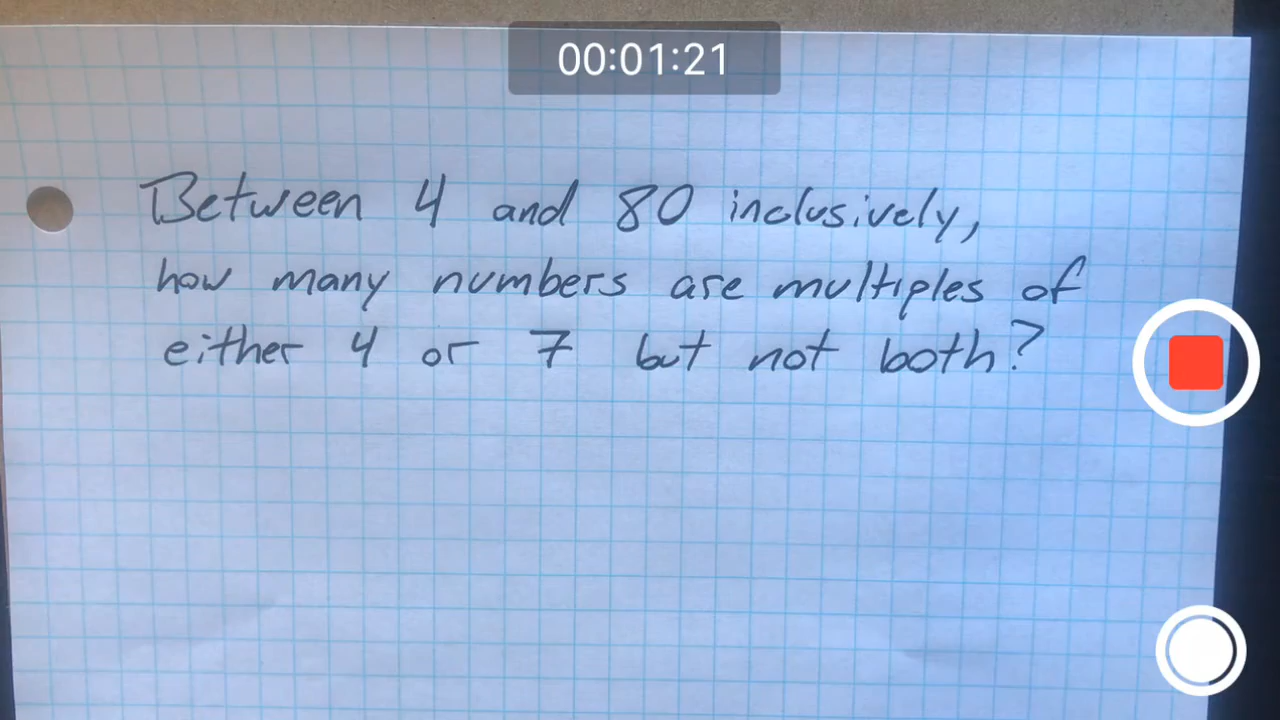 00:01:21
Between 4 and 80 inclusively,
how many numbers are multiples of
either 4 or 7 but not both?